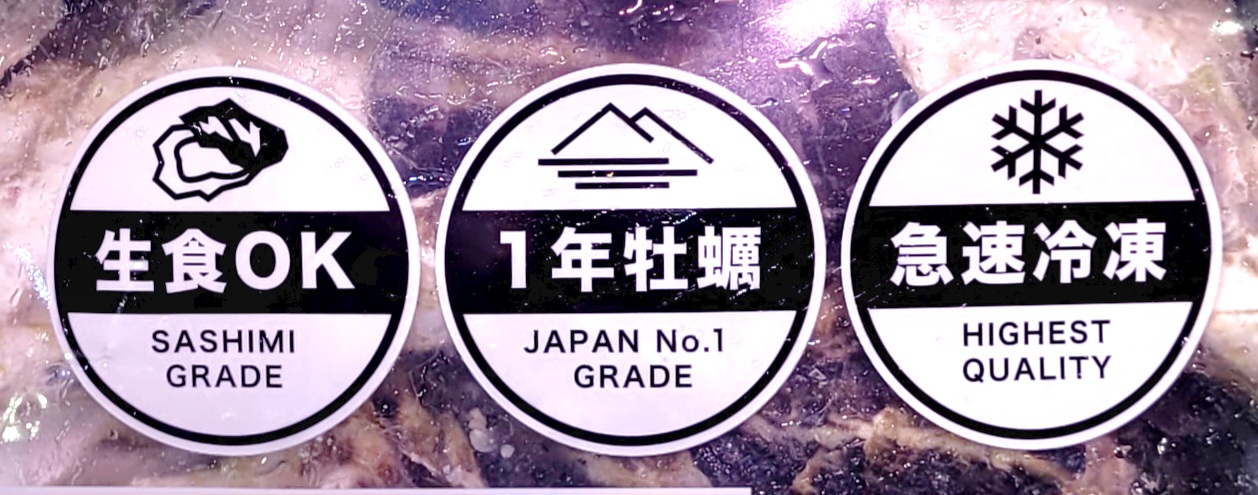 生食OK
SASHIMI
GRADE
1年牡蠣
JAPAN No.1
GRADE
急速冷凍
HIGHEST
QUALITY